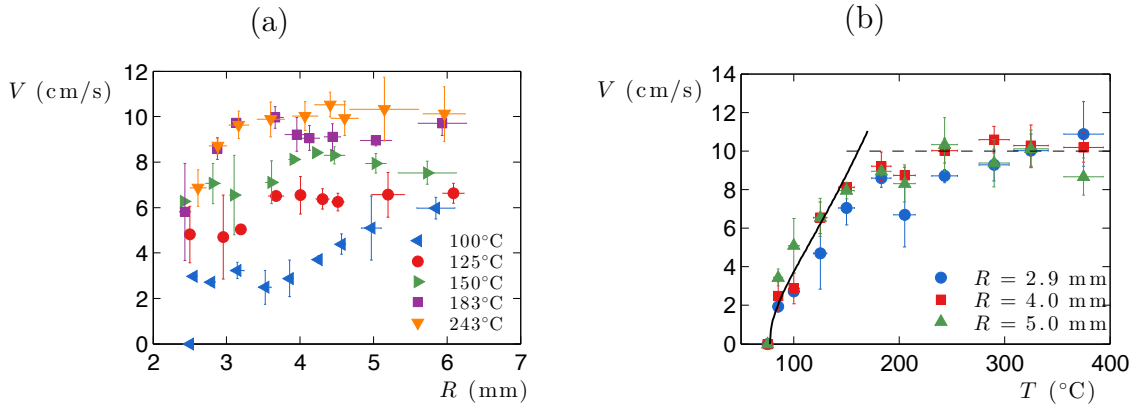 (a)
V (cm/s)
12
10
8
6
4
2
0
2 3 4 5 6 7
R (mm)
100°C
125°C
150°C
183°C
243°C
(b)
V (cm/s)
14
12
10
8
6
4
2
0
100 200 300 400
T (°C)
R = 2.9 mm
R = 4.0 mm
R = 5.0 mm